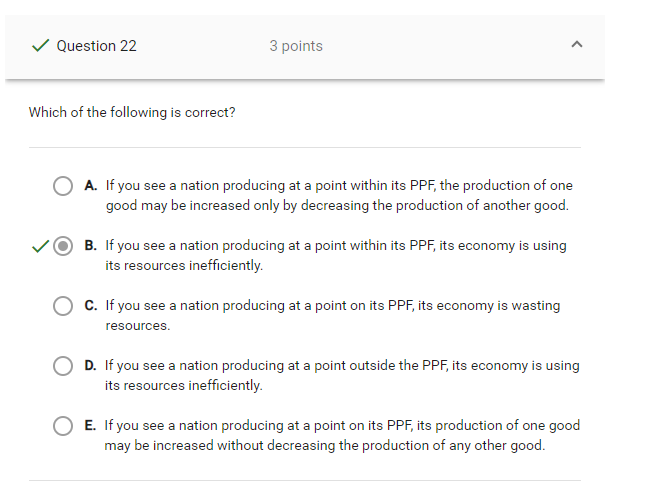 Question 22 3 points
Which of the following is correct?
A. If you see a nation producing at a point within its PPF, the production of one
good may be increased only by decreasing the production of another good.
B. If you see a nation producing at a point within its PPF, its economy is using
its resources inefficiently.
C. If you see a nation producing at a point on its PPF, its economy is wasting
resources.
D. If you see a nation producing at a point outside the PPF, its economy is using
its resources inefficiently.
E. If you see a nation producing at a point on its PPF, its production of one good
may be increased without decreasing the production of any other good.